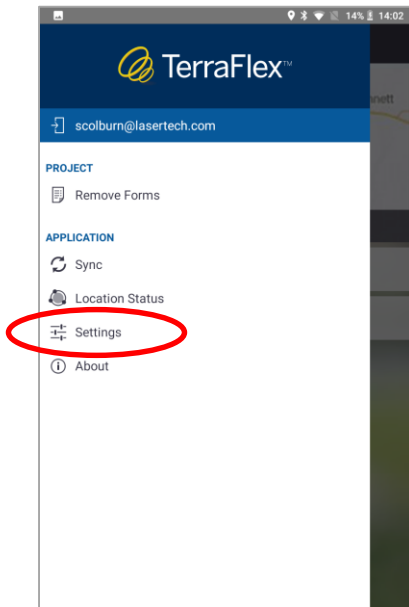 14% 14:02
TerraFlex™
scolburn@lasertech.com
PROJECT
Remove Forms
APPLICATION
Sync
Location Status
Settings
About